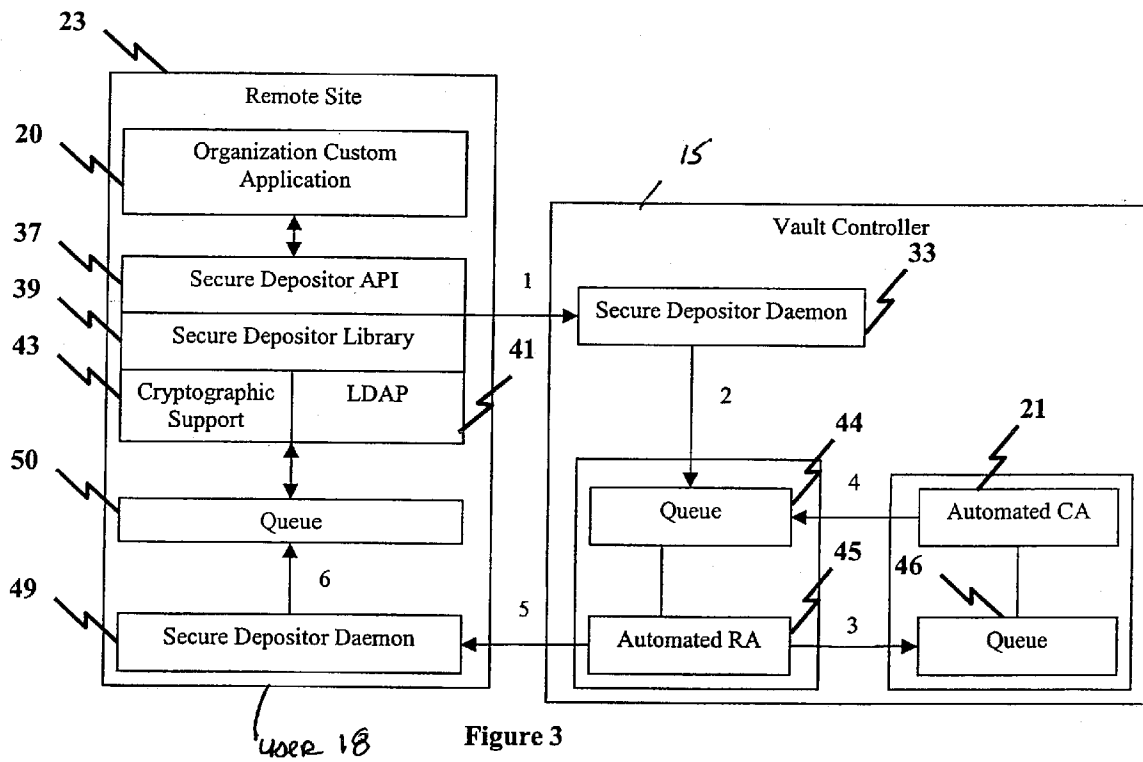 23
Remote Site
20
Organization Custom
Application
37
Secure Depositor API
39
Secure Depositor Library
43
Cryptographic
Support
LDAP
41
50
Queue
6
49
Secure Depositor Daemon
user 18
1
15
Vault Controller
33
Secure Depositor Daemon
2
44
Queue
4
21
Automated CA
45
46
5
Automated RA
3
Queue
Figure 3